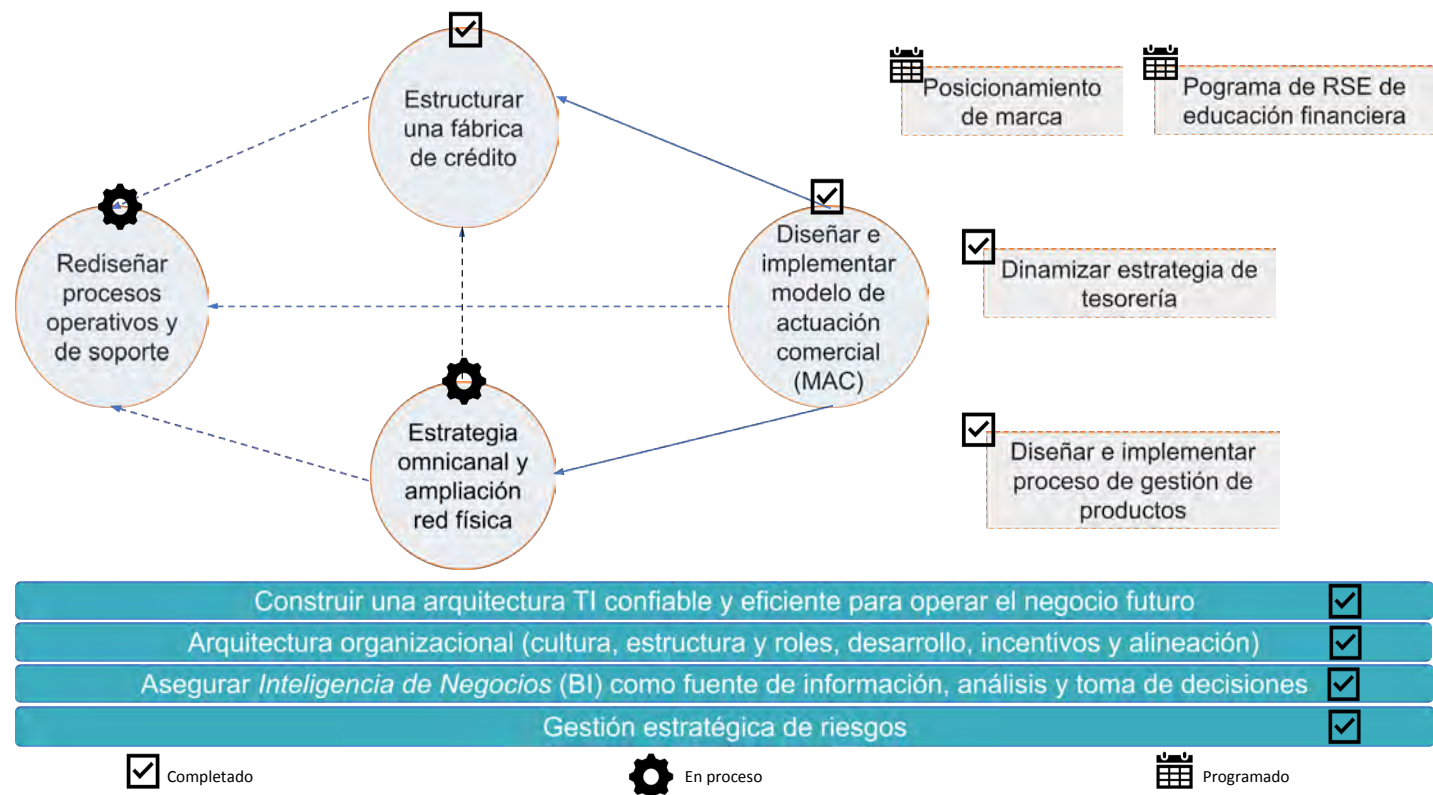 Estructurar
una fábrica
de crédito
Posicionamiento
de marca
Pograma de RSE de
educación financiera
Rediseñar
procesos
operativos y
de soporte
Diseñar e
implementar
modelo de
actuación
comercial
(MAC)
Dinamizar estrategia de
tesorería
Estrategia
omnicanal y
ampliación
red física
Diseñar e implementar
proceso de gestión de
productos
Construir una arquitectura TI confiable y eficiente para operar el negocio futuro
Arquitectura organizacional (cultura, estructura y roles, desarrollo, incentivos y alineación)
Asegurar Inteligencia de Negocios (BI) como fuente de información, análisis y toma de decisiones
Gestión estratégica de riesgos
Completado
En proceso
Programado